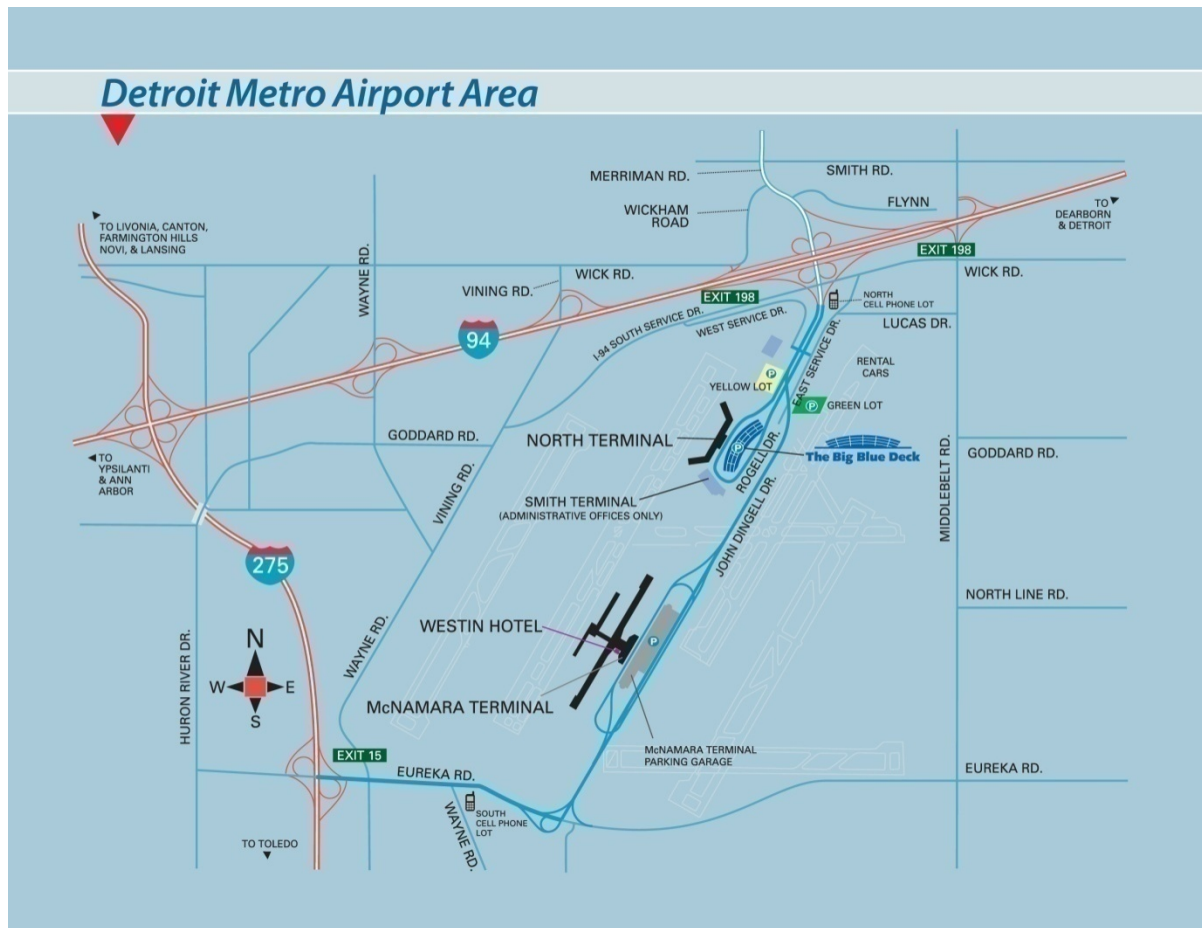 Detroit Metro Airport Area
MERRIMAN RD.
SMITH RD.
WICKHAM
ROAD
FLYNN
TO
DEARBORN
& DETROIT
TO LIVONIA, CANTON,
FARMINGTON HILLS
NOVI, & LANSING
WAYNE RD.
EXIT 198
WICK RD.
WICK RD.
VINING RD.
EXIT 198
NORTH
CELL PHONE LOT
LUCAS DR.
94
I-94 SOUTH SERVICE DR.
WEST SERVICE DR.
EAST SERVICE DR.
RENTAL
CARS
P
YELLOW LOT
P
GREEN LOT
GODDARD RD.
NORTH TERMINAL
P
The Big Blue Deck
GODDARD RD.
TO
YPSILANTI
& ANN
ARBOR
VINING RD.
ROGELL DR.
MIDDLEBELT RD.
SMITH TERMINAL
(ADMINISTRATIVE OFFICES ONLY)
JOHN DINGELL DR.
275
NORTH LINE RD.
WESTIN HOTEL
P
HURON RIVER DR.
N
W
E
S
WAYNE RD.
McNAMARA TERMINAL
McNAMARA TERMINAL
PARKING GARAGE
EXIT 15
EUREKA RD.
EUREKA RD.
SOUTH
CELL PHONE
LOT
WAYNE RD.
TO TOLEDO